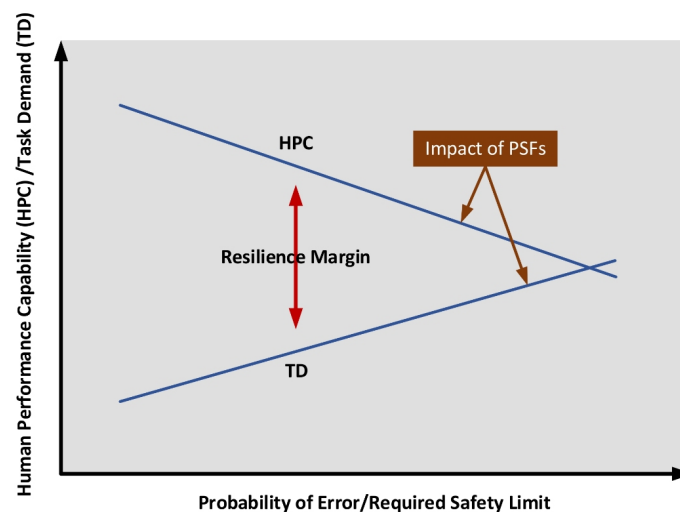 Human Performance Capability (HPC) /Task Demand (TD)
HPC
Impact of PSFs
Resilience Margin
TD
Probability of Error/Required Safety Limit